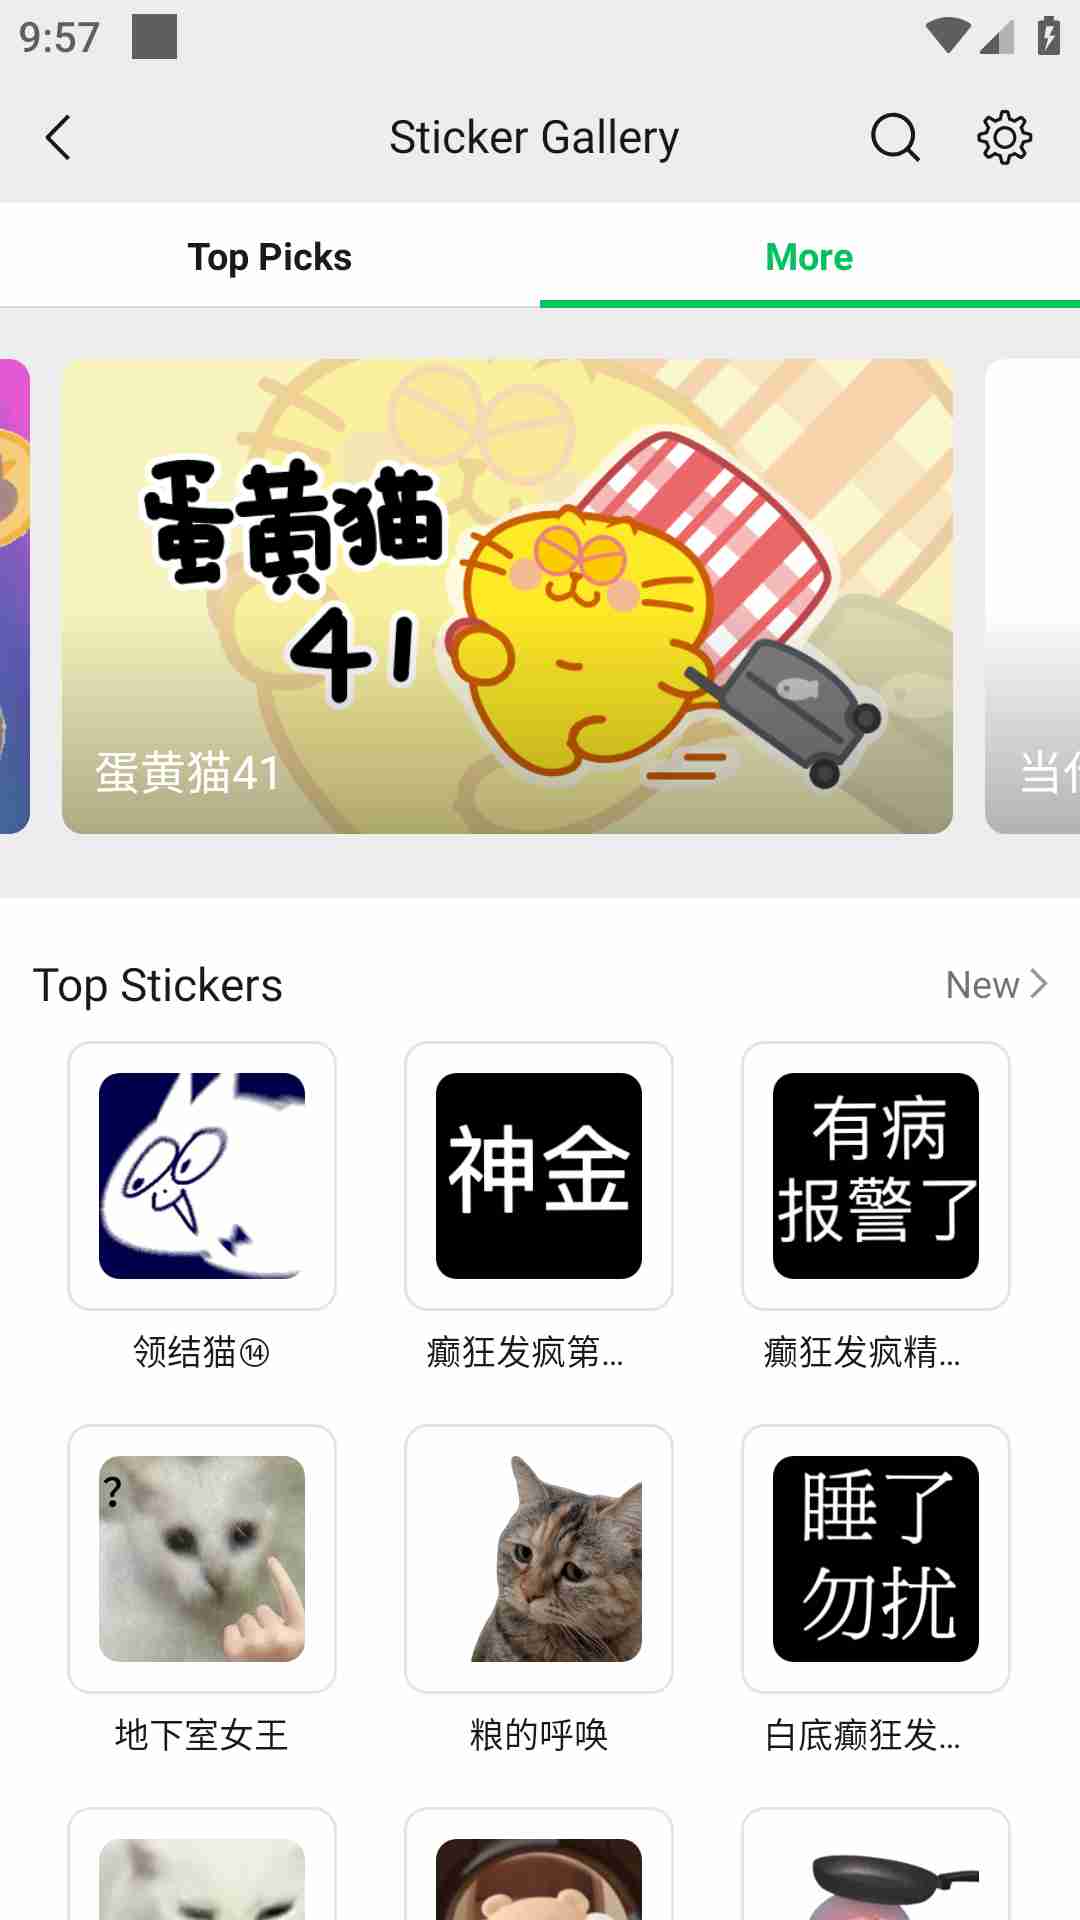 9:57
Sticker Gallery
Top Picks
More
蛋黄猫
41
蛋黄猫41
当
Top Stickers
New
神金
有病
报警了
领结猫⑭
癫狂发疯第...
癫狂发疯精...
?
睡了
勿扰
地下室女王
粮的呼唤
白底癫狂发...